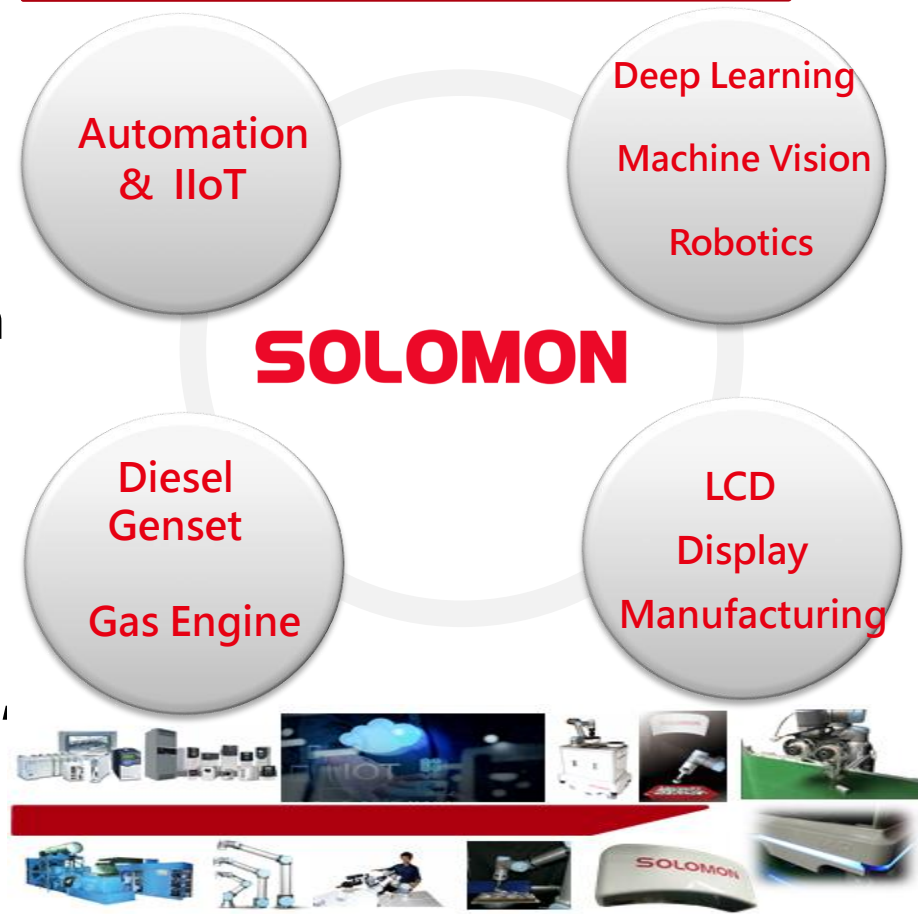 Automation
& IIoT
Deep Learning
Machine Vision
Robotics
SOLOMON
Diesel
Genset
Gas Engine
LCD
Display
Manufacturing
IIOT
SOLOMON